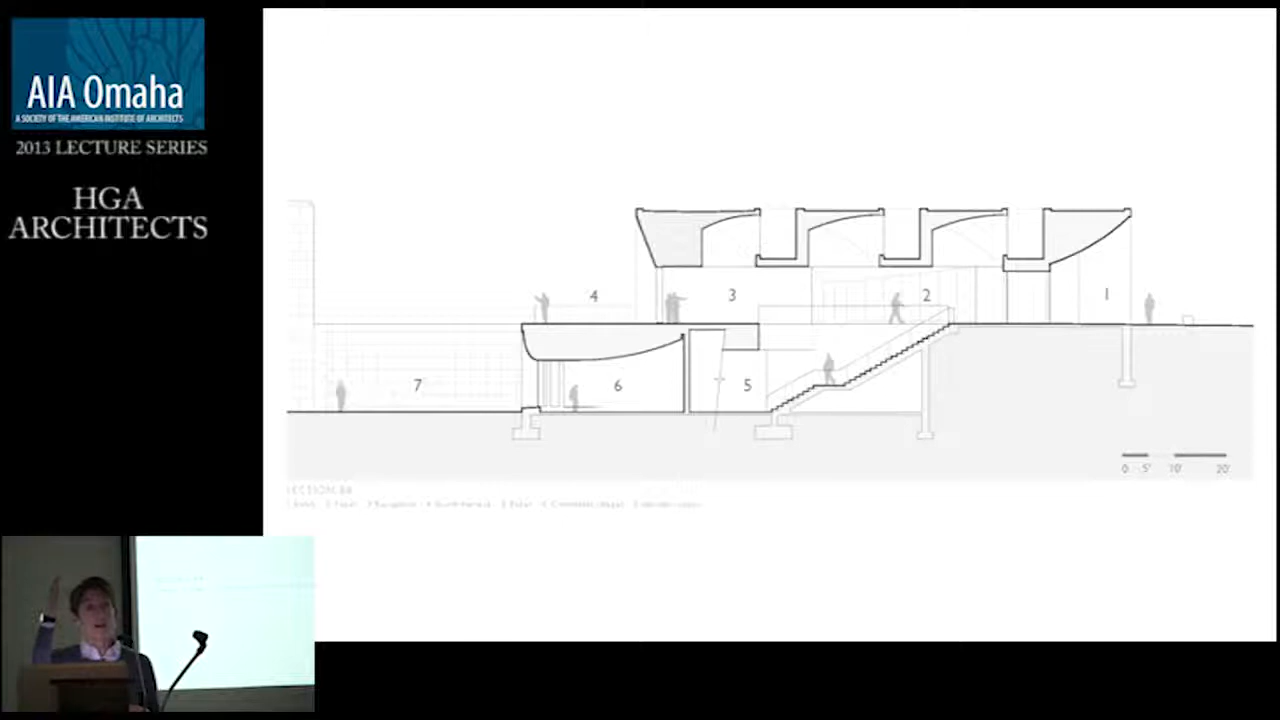 AIA Omaha
A SOCIETY OF THE AMERICAN INSTITUTE OF ARCHITECTS
2013 LECTURE SERIES
HGA
ARCHITECTS
4 3 2 1
7 6 5
0 5' 10' 20'